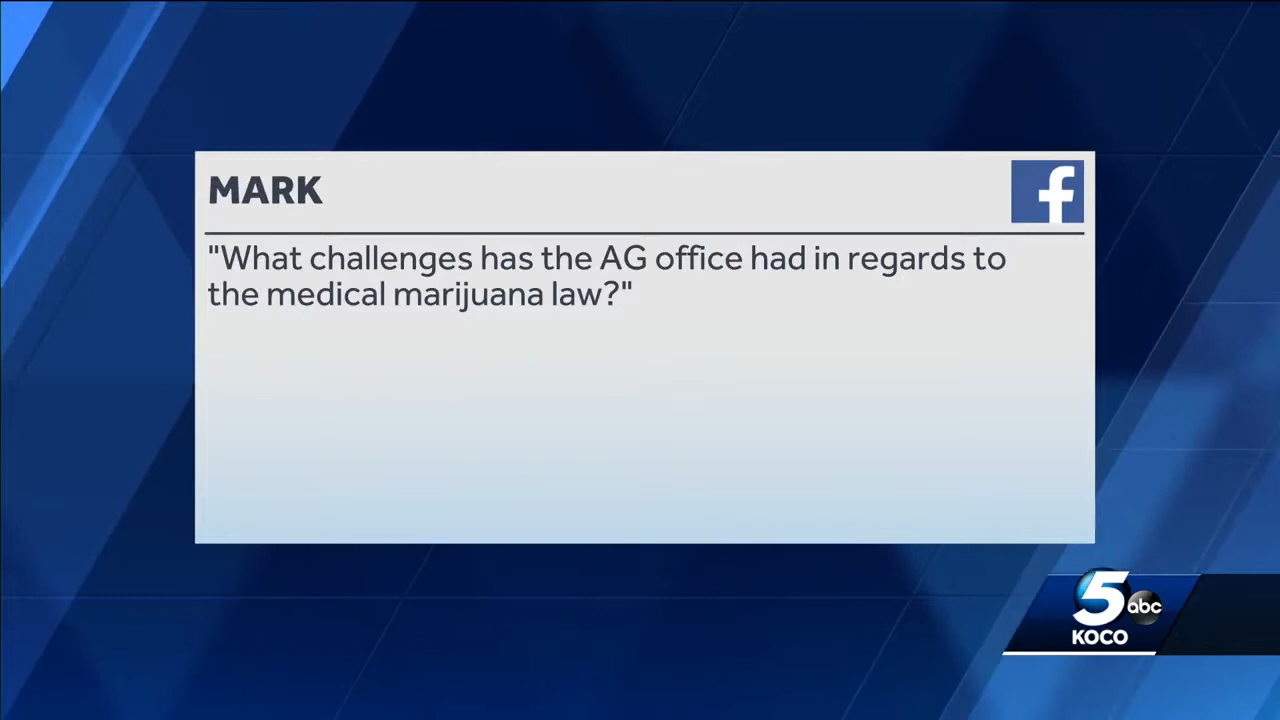 MARK
f
"What challenges has the AG office had in regards to
the medical marijuana law?"
5
abc
KOCO